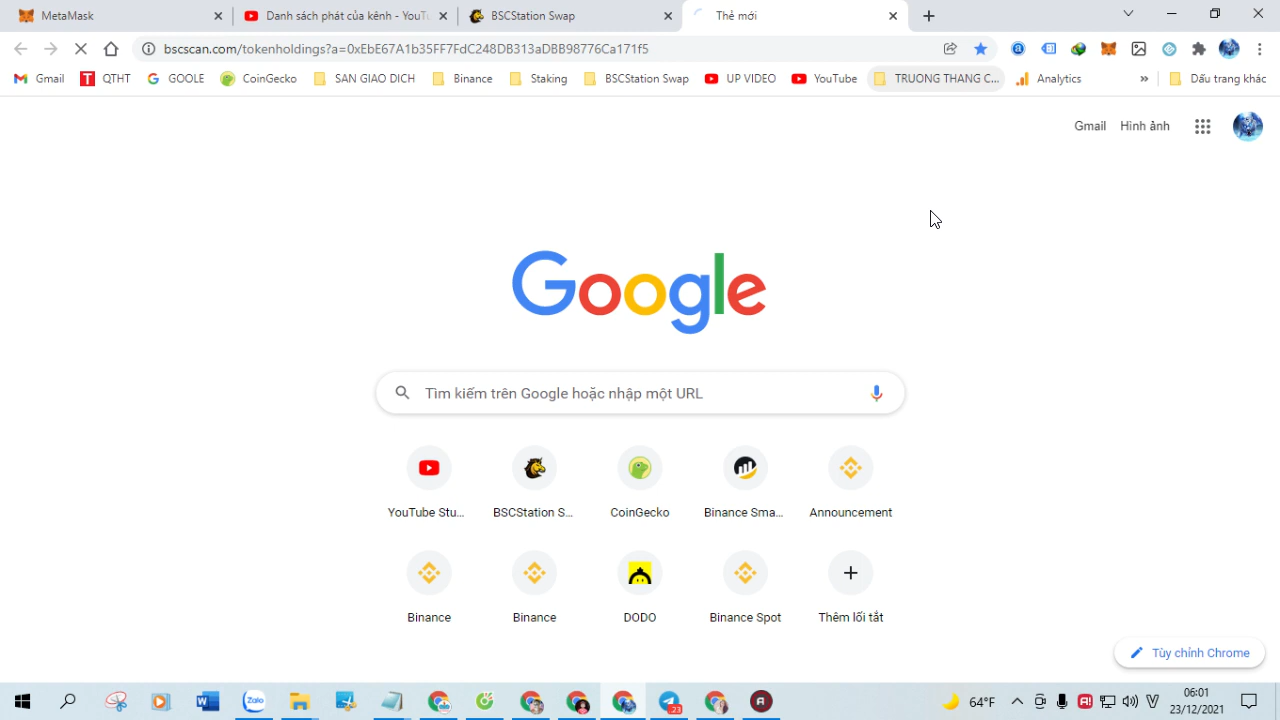 MetaMask
Danh sách phát của kênh - YouT
BSCStation Swap
Thẻ mới
bscscan.com/tokenholdings?a=0xEbE67A1b35FF7FdC248DB313aDBB98776Ca171f5
Gmail
QTHT
GOOLE
CoinGecko
SAN GIAO DICH
Binance
Staking
BSCStation Swap
UP VIDEO
YouTube
TRUONG THANG C...
Analytics
»
Dấu trang khác
Gmail
Hình ảnh
Google
Tìm kiếm trên Google hoặc nhập một URL
YouTube Stu...
BSCStation S...
CoinGecko
Binance Sma...
Announcement
Binance
Binance
DODO
Binance Spot
Thêm lối tắt
Tùy chỉnh Chrome
Zalo
23
64°F
06:01
23/12/2021